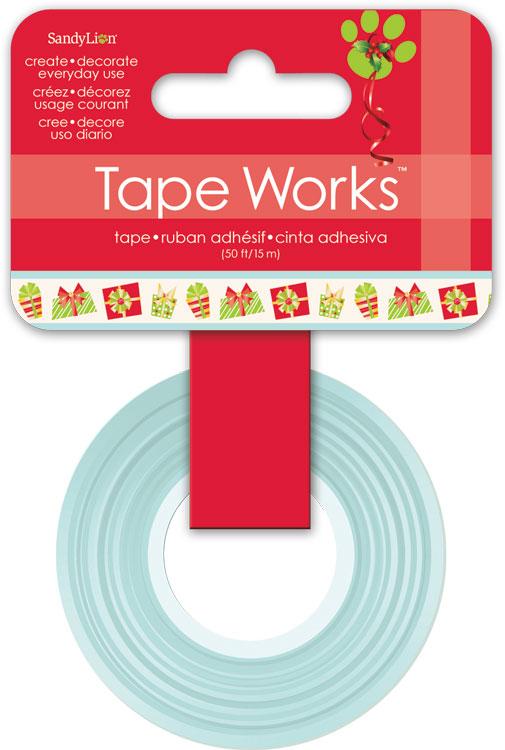 SandyLion
create•decorate
everyday use
créez•décorez
usage courant
cree•decore
uso diario
Tape Works™
tape•ruban adhésif•cinta adhesiva
(50 ft/15 m)